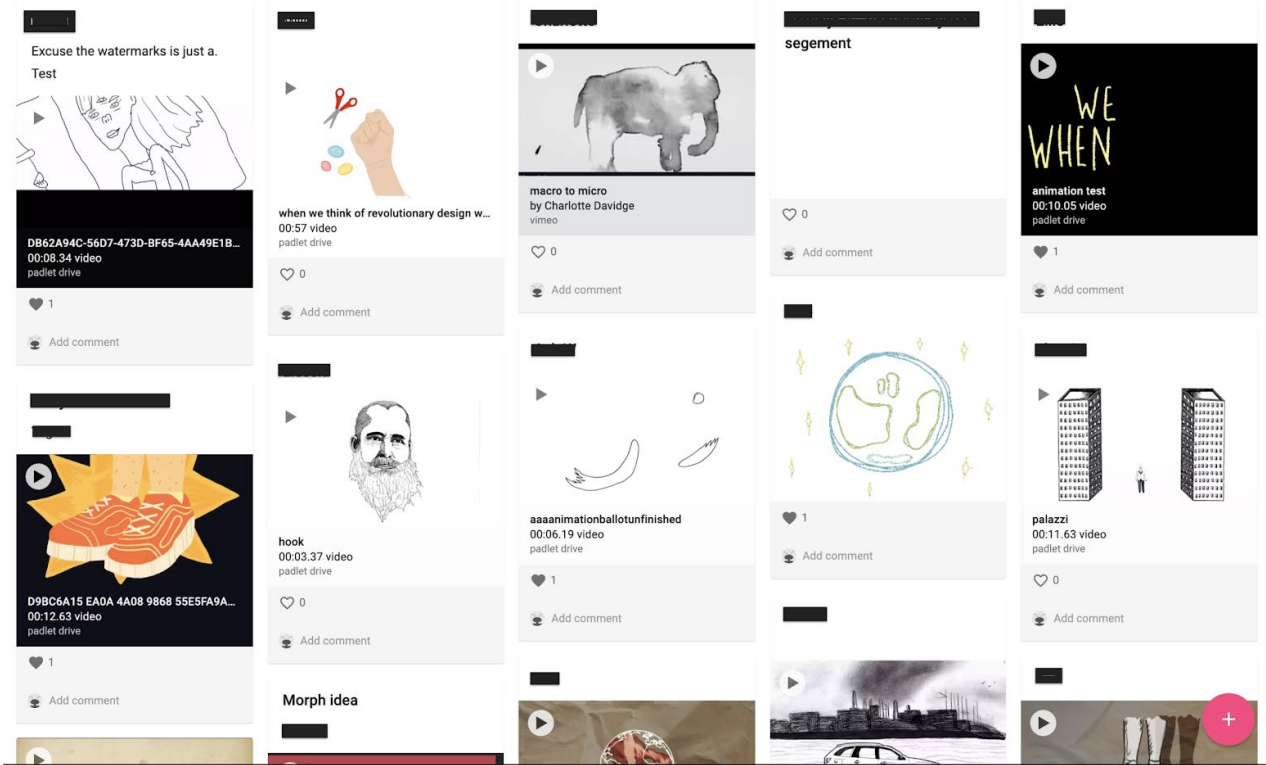 Excuse the watermarks is just a.
Test
DB62A94C-56D7-473D-BF65-4AA49E1B...
00:08.34 video
padlet drive
1
Add comment
D9BC6A15 EA0A 4A08 9868 55E5FA9A...
00:12.63 video
padlet drive
1
Add comment
when we think of revolutionary design w...
00:57 video
padlet drive
0
Add comment
hook
00:03.37 video
padlet drive
0
Add comment
Morph idea
macro to micro
by Charlotte Davidge
vimeo
0
Add comment
aaaanimationballotunfinished
00:06.19 video
padlet drive
1
Add comment
segement
0
Add comment
1
Add comment
WE
WHEN
animation test
00:10.05 video
padlet drive
1
Add comment
palazzi
00:11.63 video
padlet drive
0
Add comment